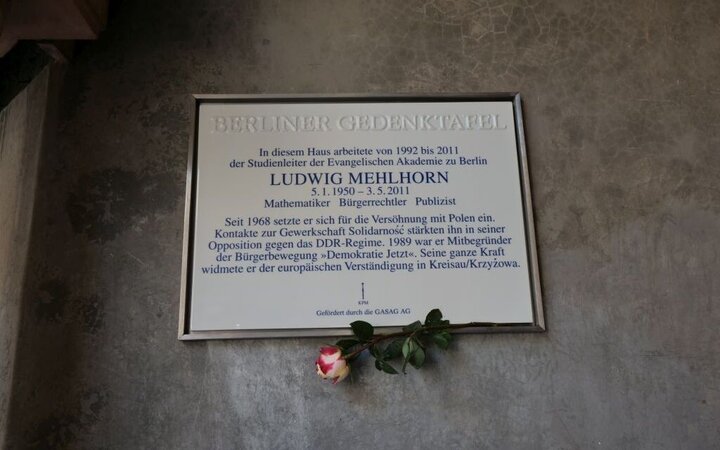 BERLINER GEDENKTAFEL
In diesem Haus arbeitete von 1992 bis 2011
der Studienleiter der Evangelischen Akademie zu Berlin
LUDWIG MEHLHORN
5. 1. 1950 – 3. 5. 2011
Mathematiker Bürgerrechtler Publizist
Seit 1968 setzte er sich für die Versöhnung mit Polen ein.
Kontakte zur Gewerkschaft Solidarność stärkten ihn in seiner
Opposition gegen das DDR-Regime. 1989 war er Mitbegründer
der Bürgerbewegung »Demokratie Jetzt«. Seine ganze Kraft
widmete er der europäischen Verständigung in Kreisau/Krzyżowa.
KPM
Gefördert durch die GASAG AG